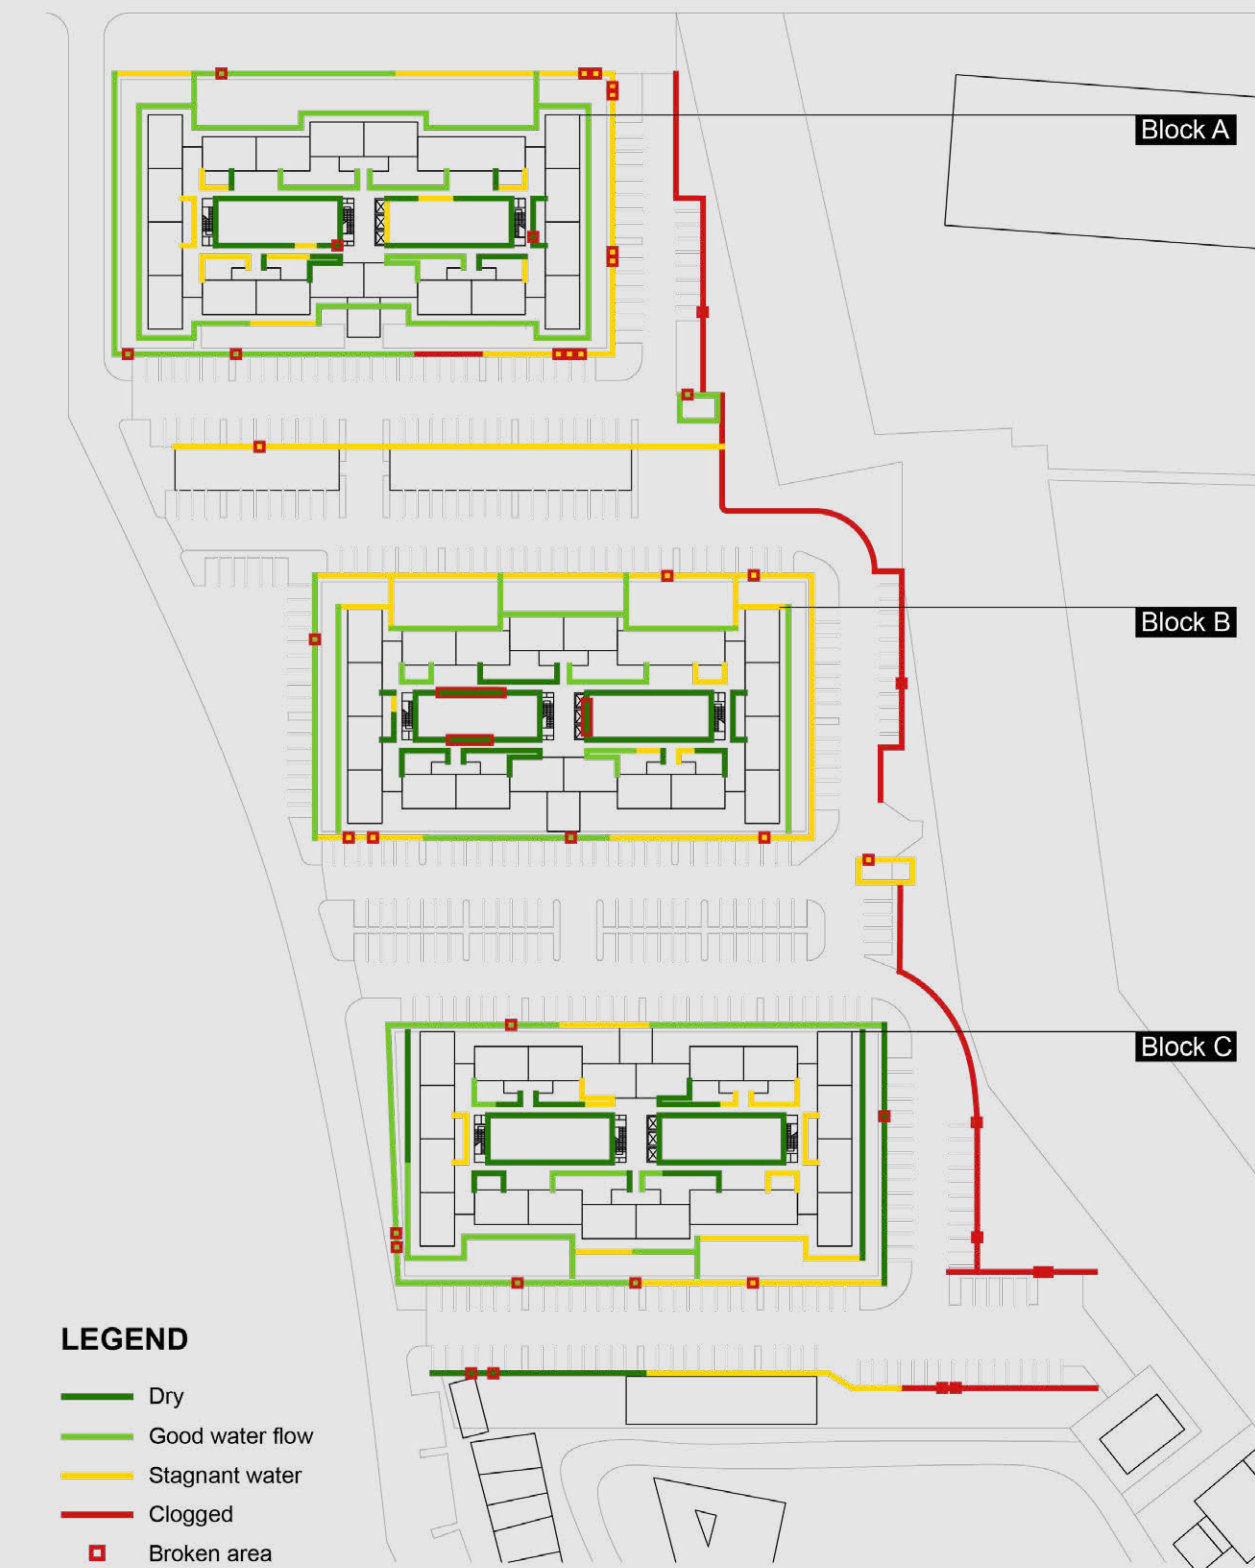 Block A
Block B
Block C
LEGEND
Dry
Good water flow
Stagnant water
Clogged
Broken area